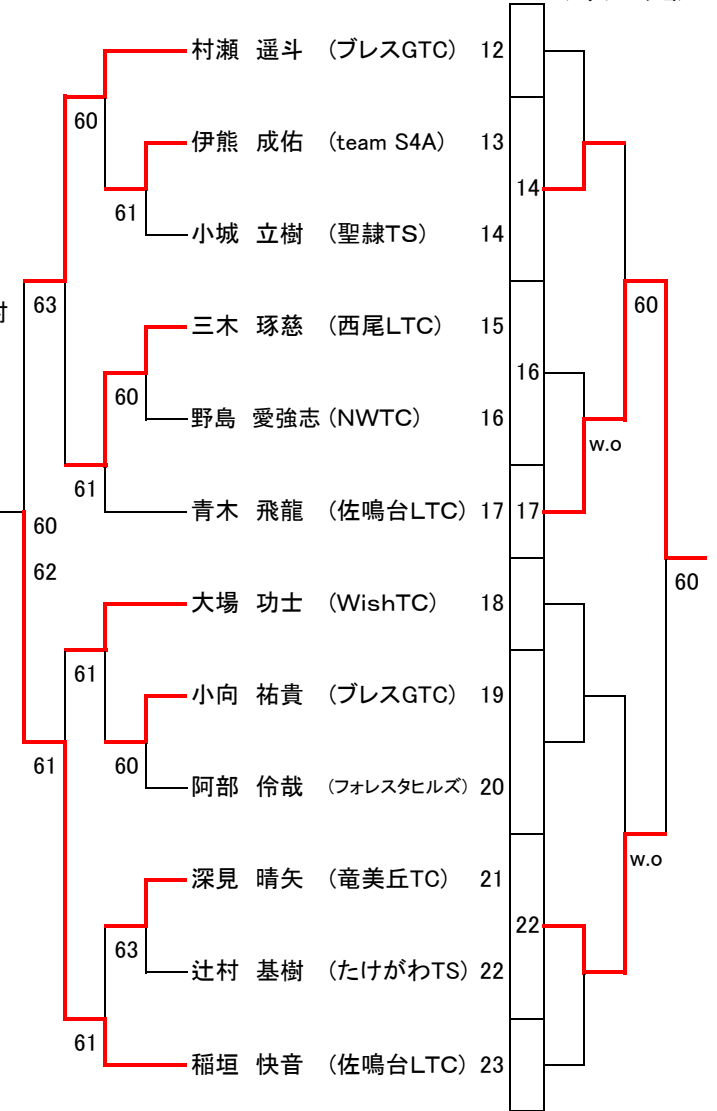 村瀬 遥斗 (ブレスGTC) 12
60
伊熊 成佑 (team S4A) 13
14
61
小城 立樹 (聖隷TS) 14
63
60
三木 琢慈 (西尾LTC) 15
16
60
野島 愛強志 (NWTC) 16
w.o
61
青木 飛龍 (佐鳴台LTC) 17 17
60
62
60
大場 功士 (WishTC) 18
61
小向 祐貴 (ブレスGTC) 19
61
60
阿部 伶哉 (フォレスタヒルズ) 20
w.o
深見 晴矢 (竜美丘TC) 21
22
63
辻村 基樹 (たけがわTS) 22
61
稲垣 快音 (佐鳴台LTC) 23